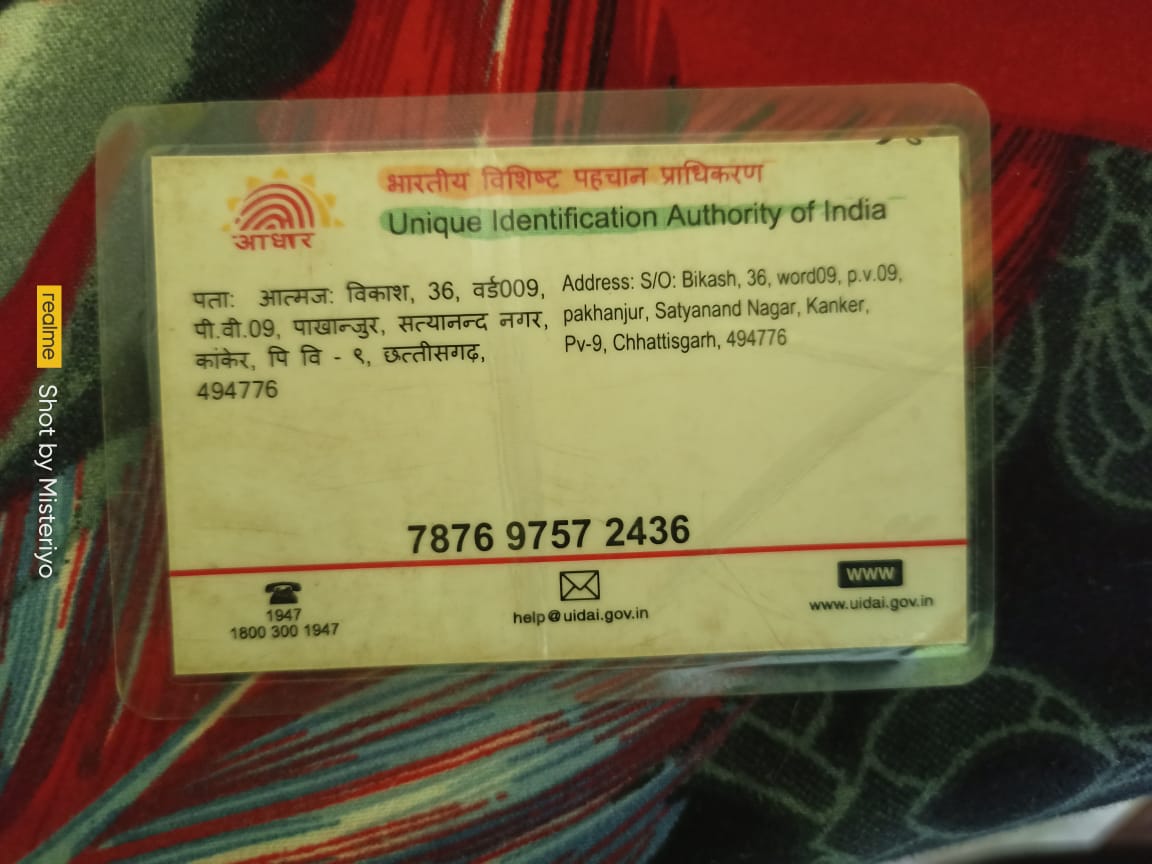 भारतीय विशिष्ट पहचान प्राधिकरण
Unique Identification Authority of India
आधार
पता: आत्मज: विकाश, 36, वर्ड009,
पी.वी.09, पाखान्जुर, सत्यानन्द नगर,
कांकेर, पि वि - ९, छत्तीसगढ़,
494776
Address: S/O: Bikash, 36, word09, p.v.09,
pakhanjur, Satyanand Nagar, Kanker,
Pv-9, Chhattisgarh, 494776
7876 9757 2436
1947
1800 300 1947
help@uidai.gov.in
www
www.uidai.gov.in
realme Shot by Misteriyo